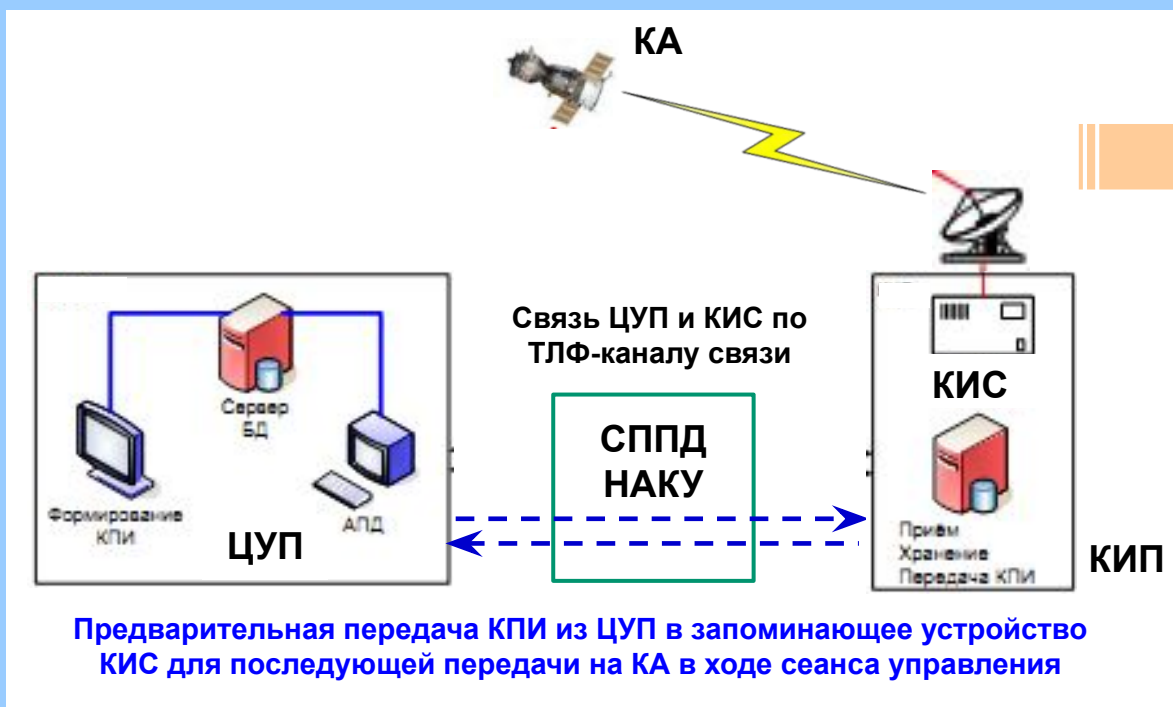 КА
Связь ЦУП и КИС по
ТЛФ-каналу связи
КИС
Сервер
БД
СППД
НАКУ
Формирование
КПИ
АПД
ЦУП
Приём
Хранение
Передача КПИ
КИП
Предварительная передача КПИ из ЦУП в запоминающее устройство
КИС для последующей передачи на КА в ходе сеанса управления